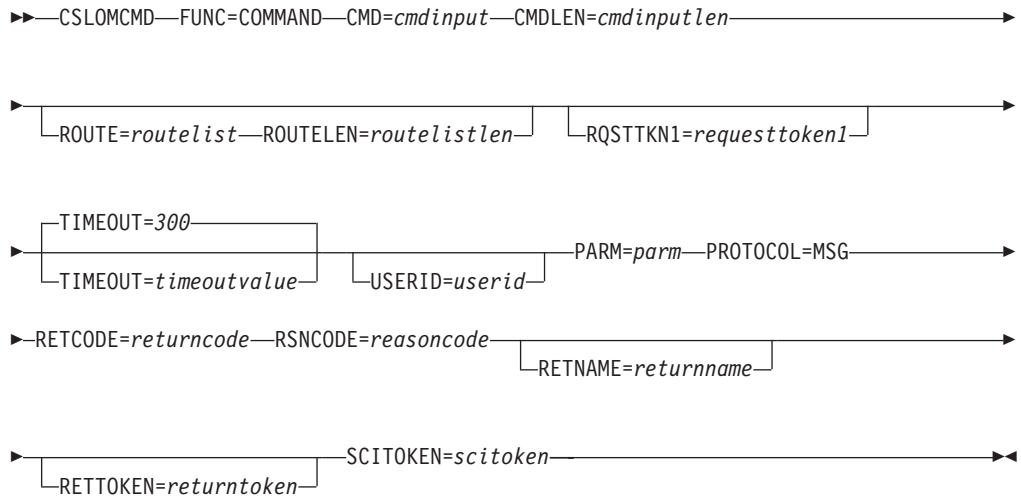 CSLOMCMD FUNC=COMMAND CMD=cmdinput CMDLEN=cmdinputlen
ROUTE=routelist ROUTELEN=routelistlen RQSTTKN1=requesttoken1
TIMEOUT=300
TIMEOUT=timeoutvalue USERID=userid PARM=parm PROTOCOL=MSG
RETCODE=returncode RSNCODE=reasoncode
RETNAME=returnname
SCITOKEN=scitoken
RETTOKEN=returntoken